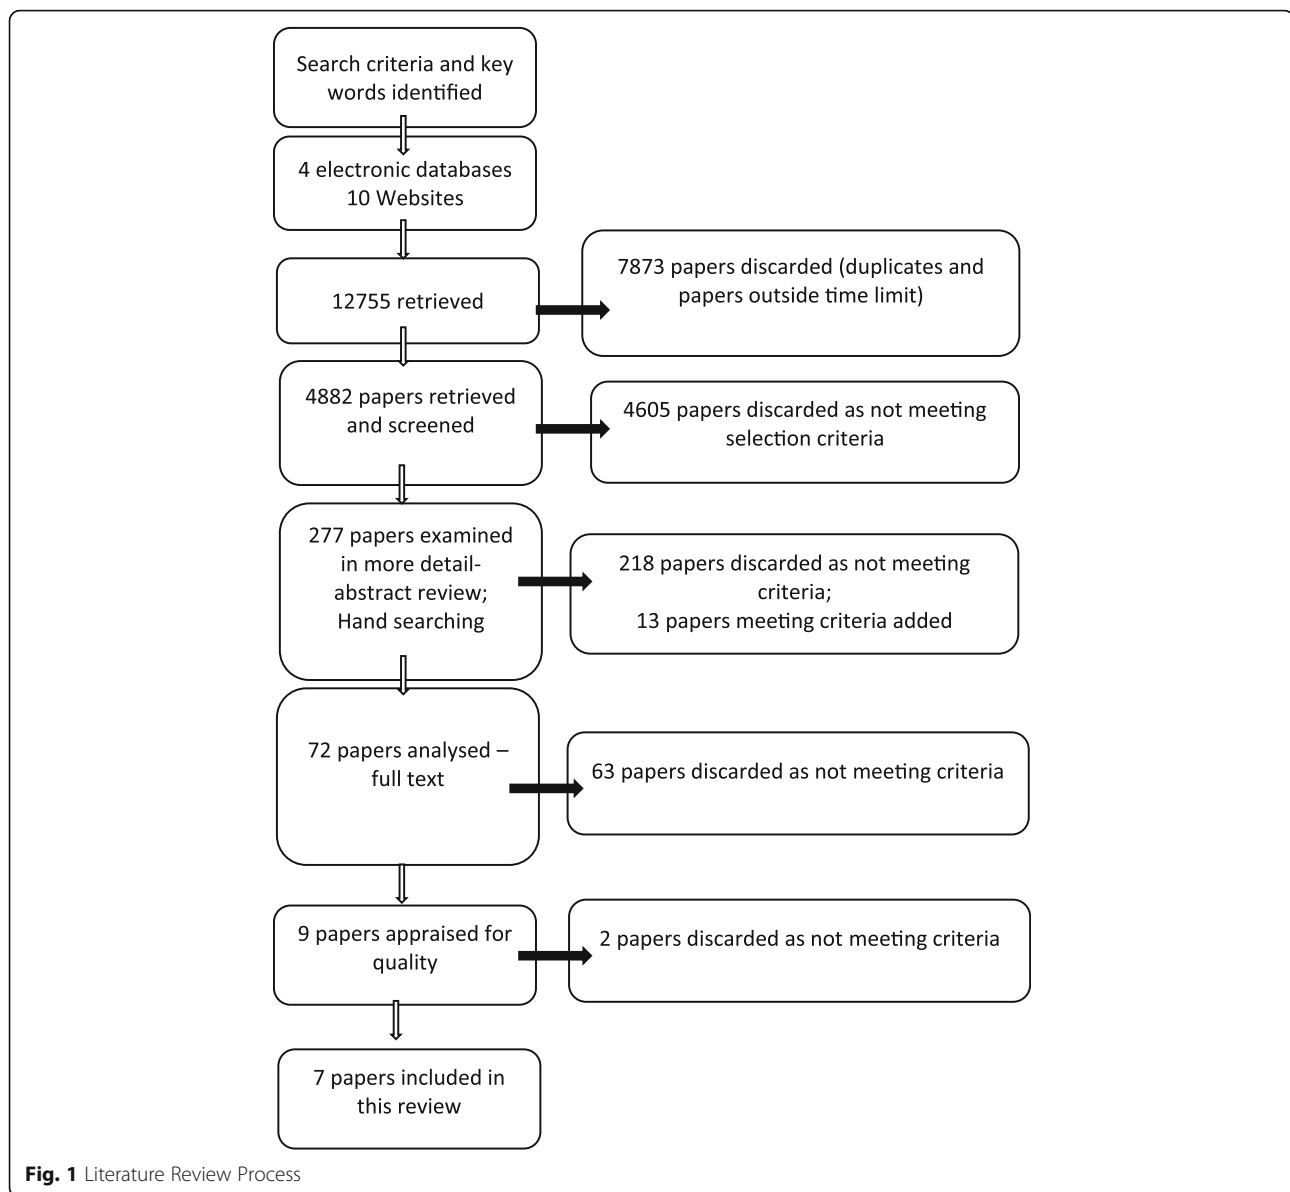 Search criteria and key
words identified
4 electronic databases
10 Websites
12755 retrieved
7873 papers discarded (duplicates and
papers outside time limit)
4882 papers retrieved
and screened
4605 papers discarded as not meeting
selection criteria
277 papers examined
in more detail-
abstract review;
Hand searching
218 papers discarded as not meeting
criteria;
13 papers meeting criteria added
72 papers analysed –
full text
63 papers discarded as not meeting criteria
9 papers appraised for
quality
2 papers discarded as not meeting criteria
7 papers included in
this review
Fig. 1 Literature Review Process